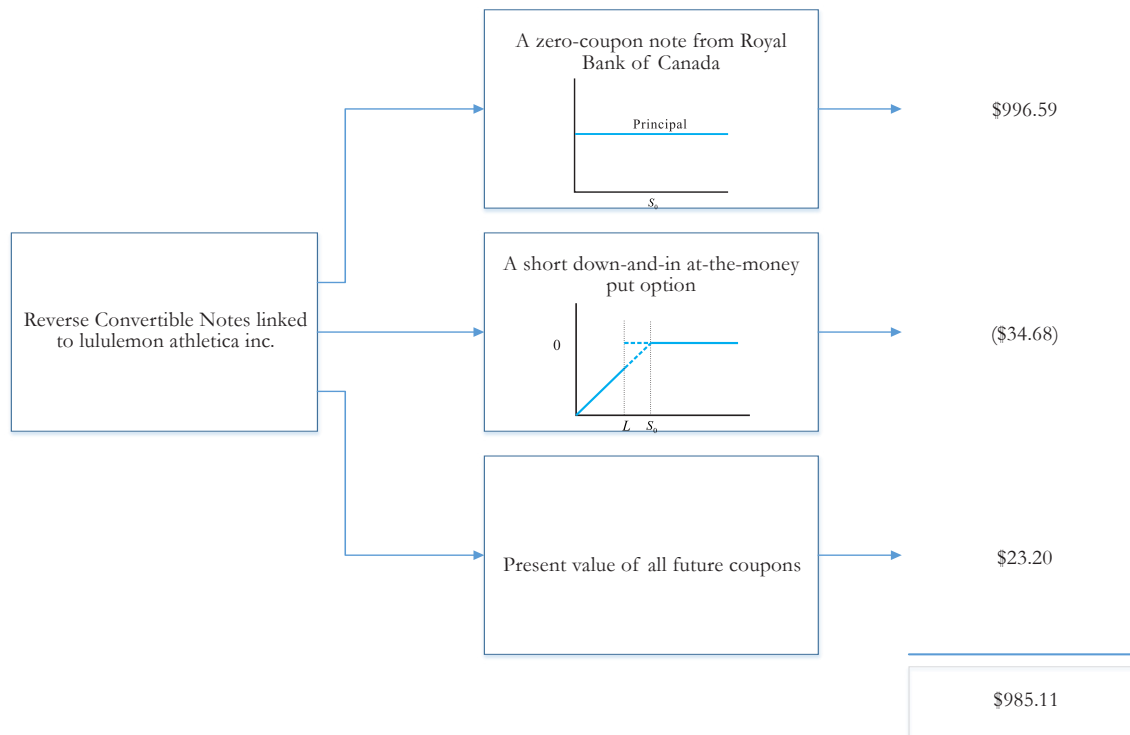 A zero-coupon note from Royal
Bank of Canada
Principal
S₀
$996.59
Reverse Convertible Notes linked
to lululemon athletica inc.
A short down-and-in at-the-money
put option
0
L S₀
($34.68)
Present value of all future coupons
$23.20
$985.11